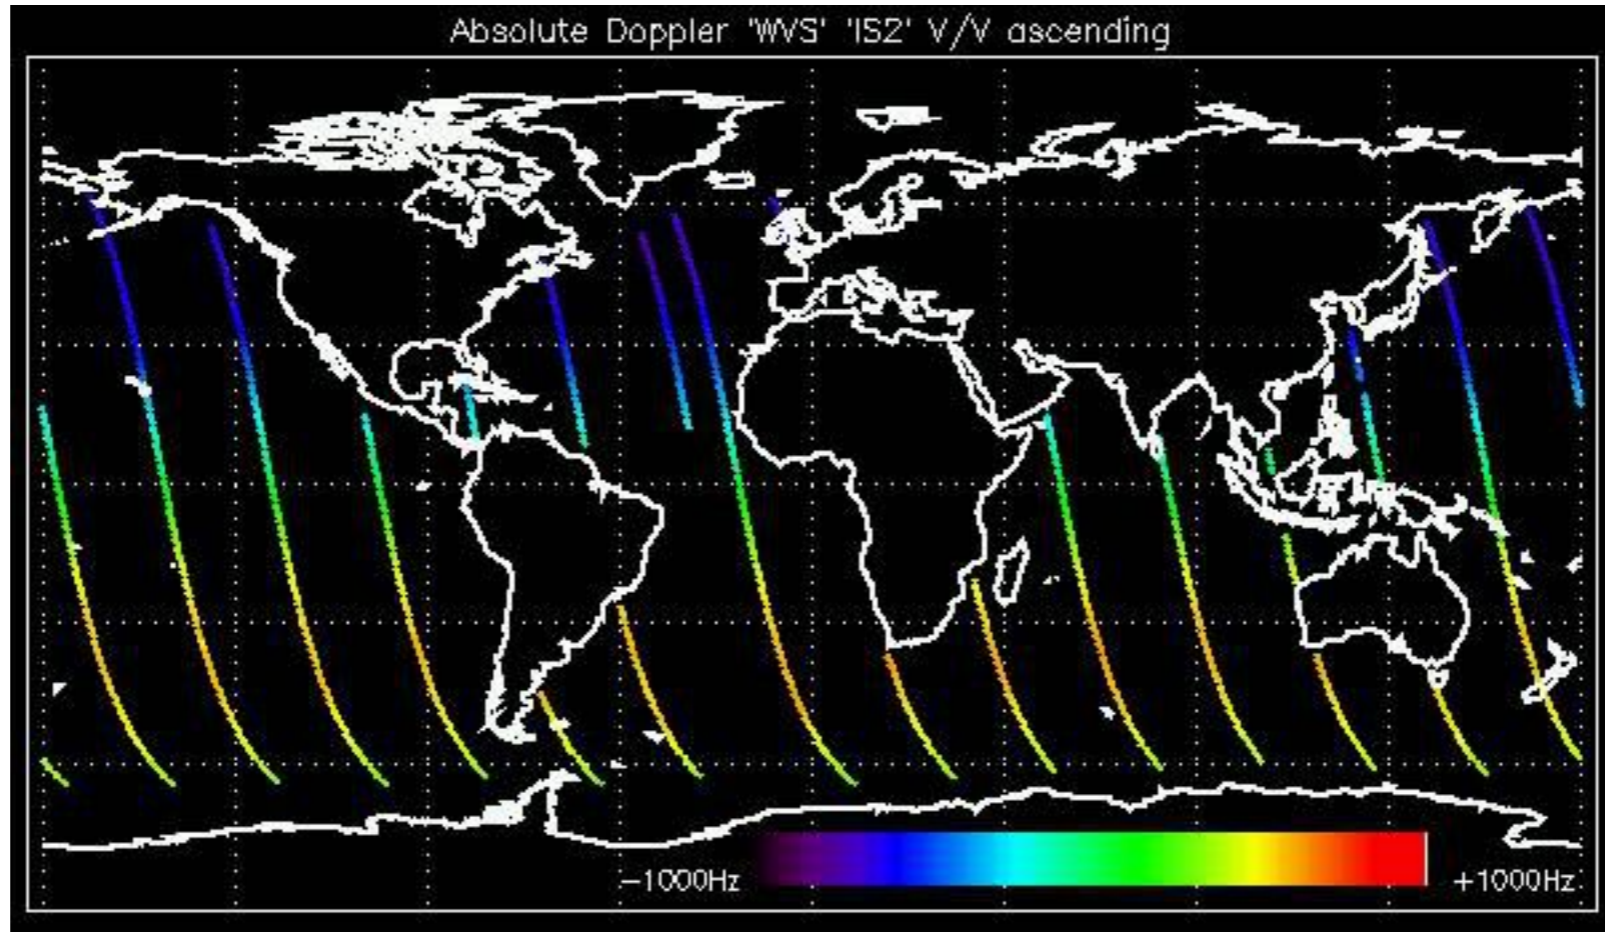 Absolute Doppler 'WVS' 'IS2' V/V ascending
−1000Hz +1000Hz